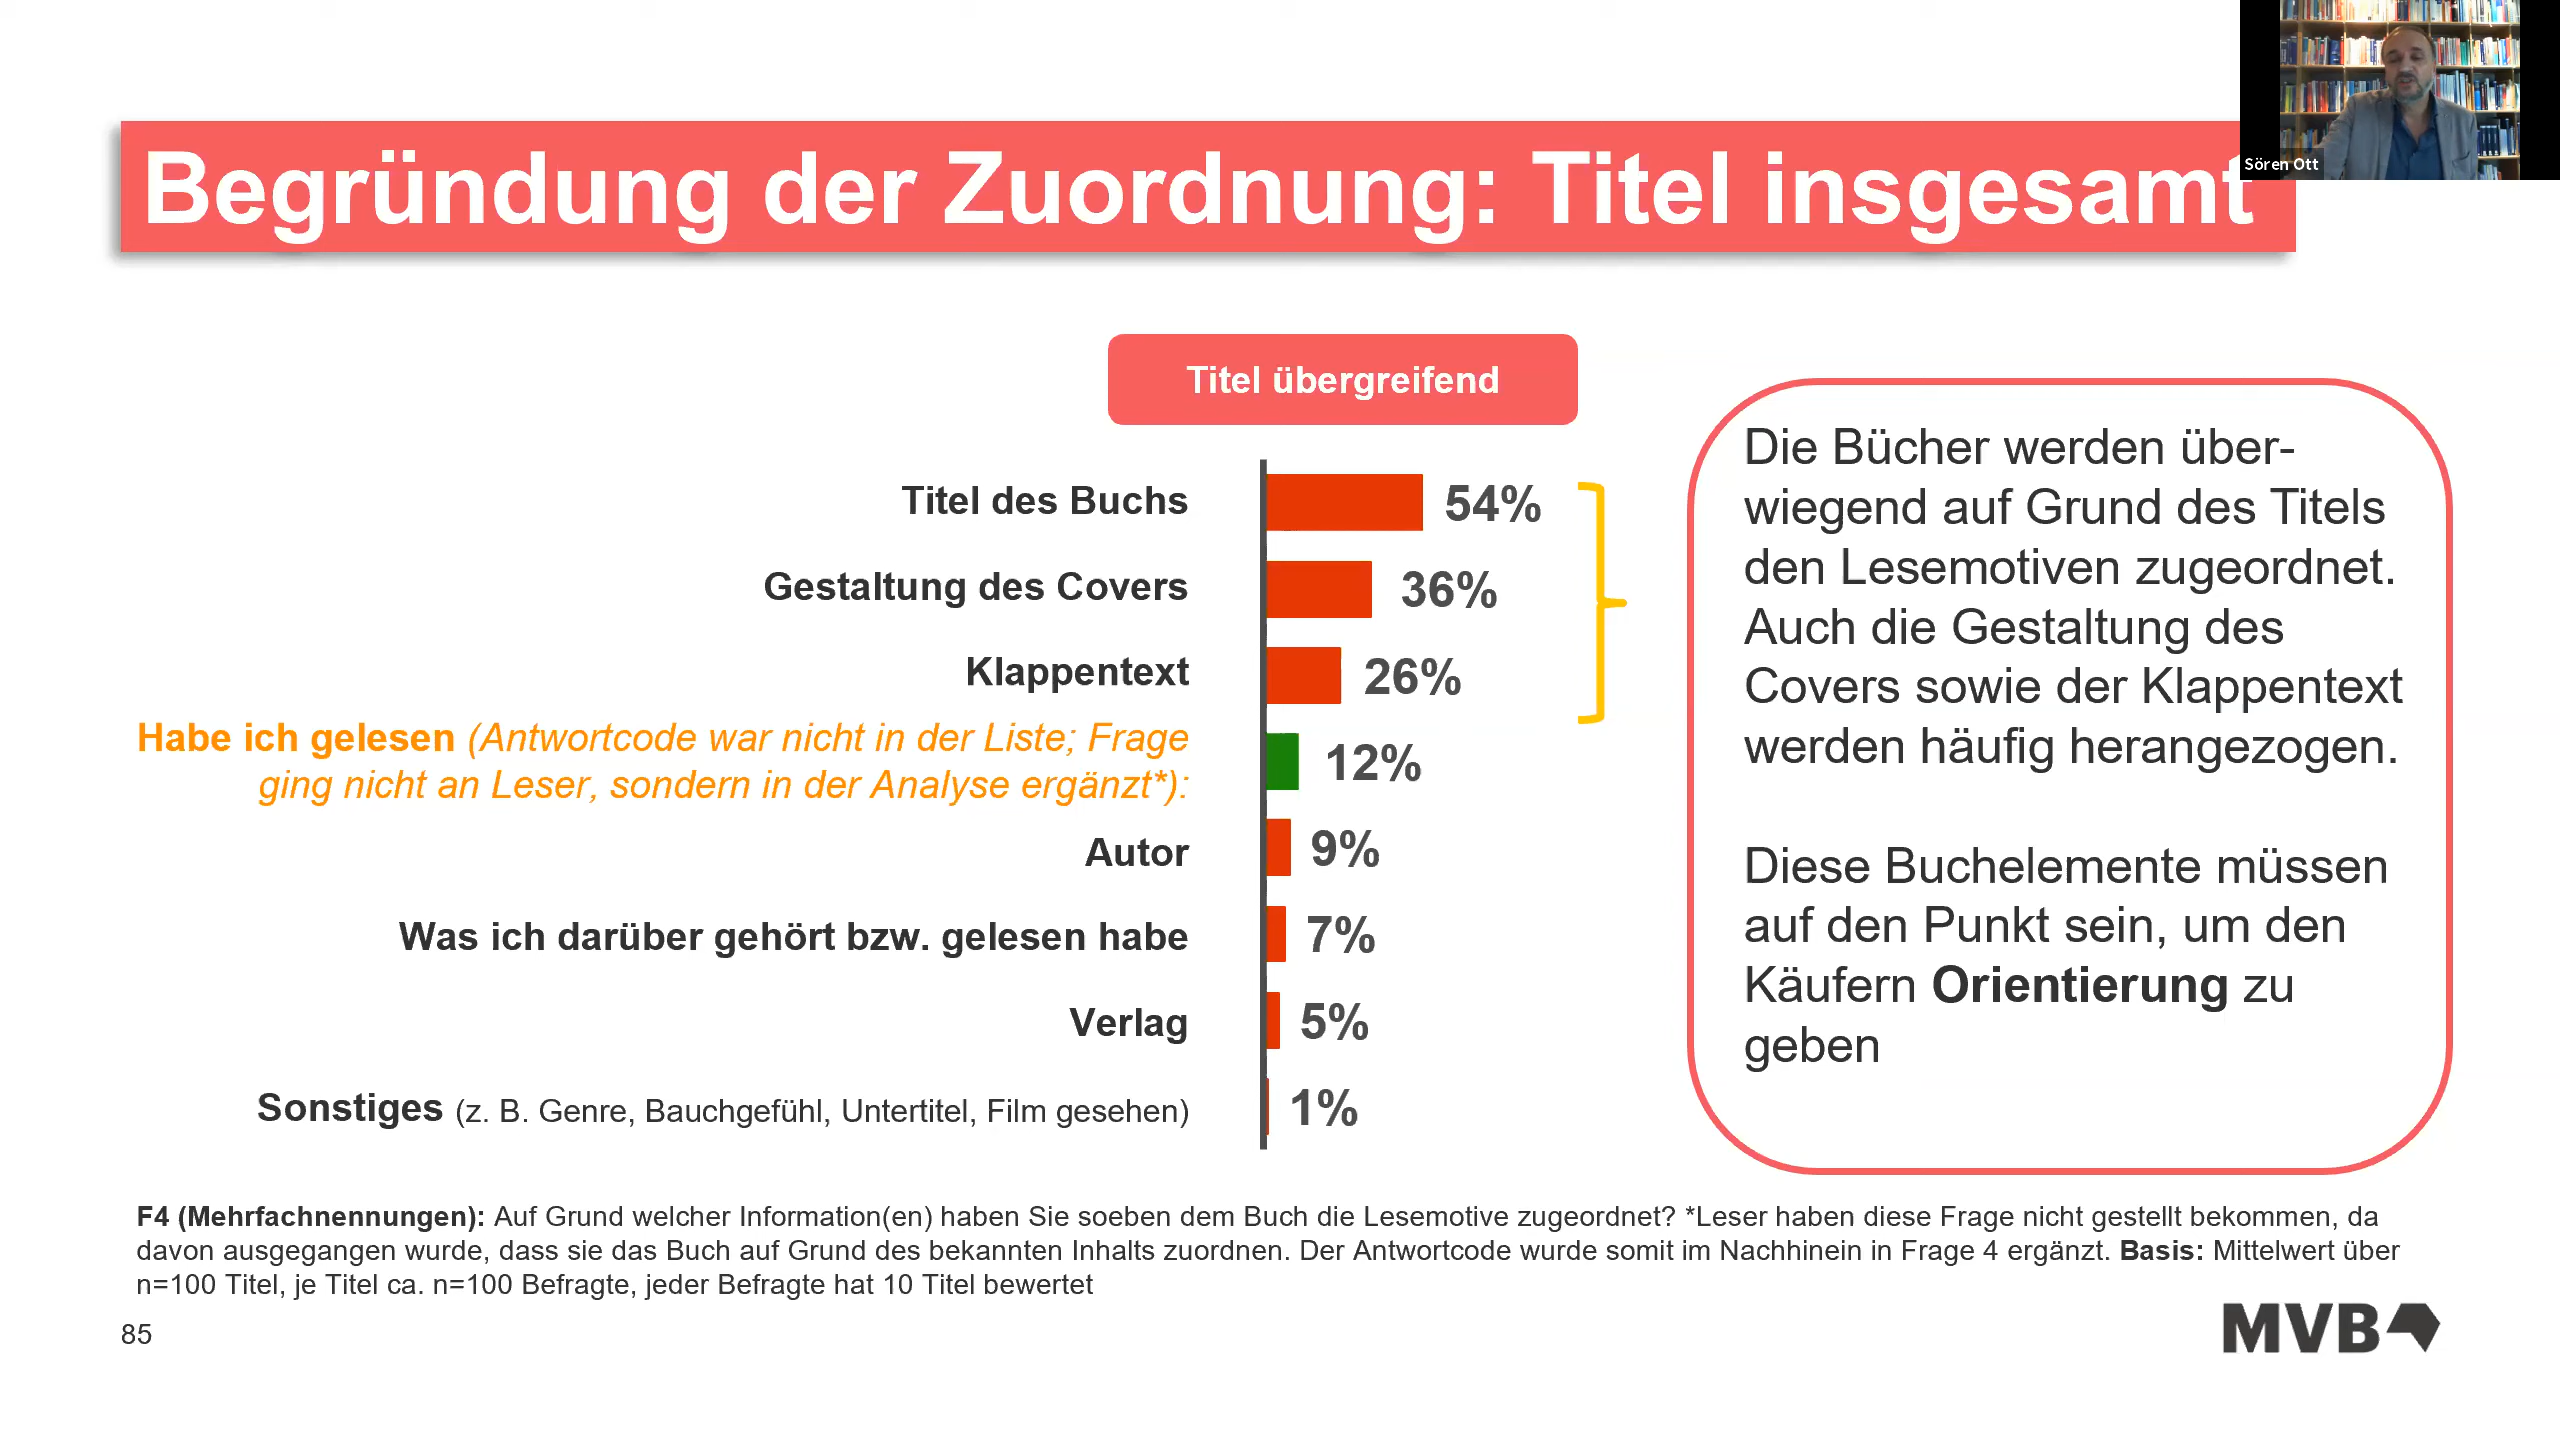 Sören Ott
Begründung der Zuordnung: Titel insgesamt
Titel übergreifend
Titel des Buchs 54%
Gestaltung des Covers 36%
Klappentext 26%
Habe ich gelesen (Antwortcode war nicht in der Liste; Frage
ging nicht an Leser, sondern in der Analyse ergänzt*): 12%
Autor 9%
Was ich darüber gehört bzw. gelesen habe 7%
Verlag 5%
Sonstiges (z. B. Genre, Bauchgefühl, Untertitel, Film gesehen) 1%
Die Bücher werden über-
wiegend auf Grund des Titels
den Lesemotiven zugeordnet.
Auch die Gestaltung des
Covers sowie der Klappentext
werden häufig herangezogen.
Diese Buchelemente müssen
auf den Punkt sein, um den
Käufern Orientierung zu
geben
F4 (Mehrfachnennungen): Auf Grund welcher Information(en) haben Sie soeben dem Buch die Lesemotive zugeordnet? *Leser haben diese Frage nicht gestellt bekommen, da
davon ausgegangen wurde, dass sie das Buch auf Grund des bekannten Inhalts zuordnen. Der Antwortcode wurde somit im Nachhinein in Frage 4 ergänzt. Basis: Mittelwert über
n=100 Titel, je Titel ca. n=100 Befragte, jeder Befragte hat 10 Titel bewertet
85
MVB